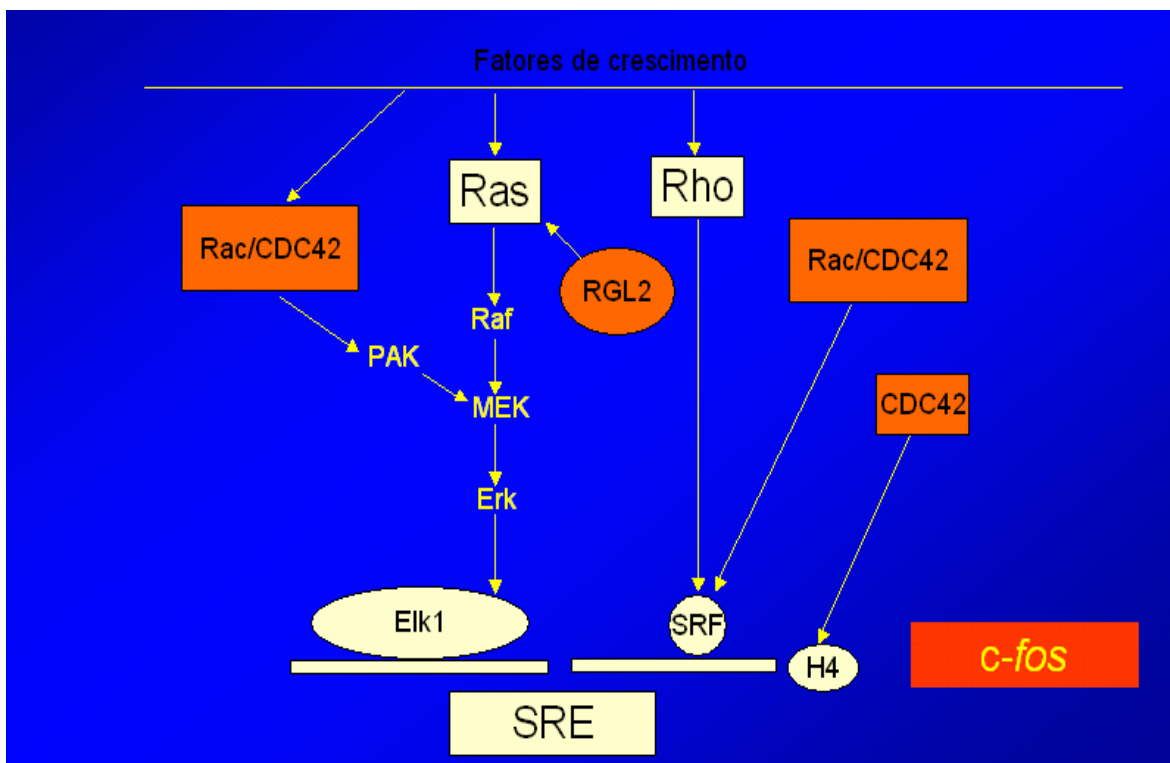 Fatores de crescimento
Ras
Rho
Rac/CDC42
RGL2
Rac/CDC42
Raf
PAK
MEK
CDC42
Erk
Elk1
SRF
H4
c-fos
SRE